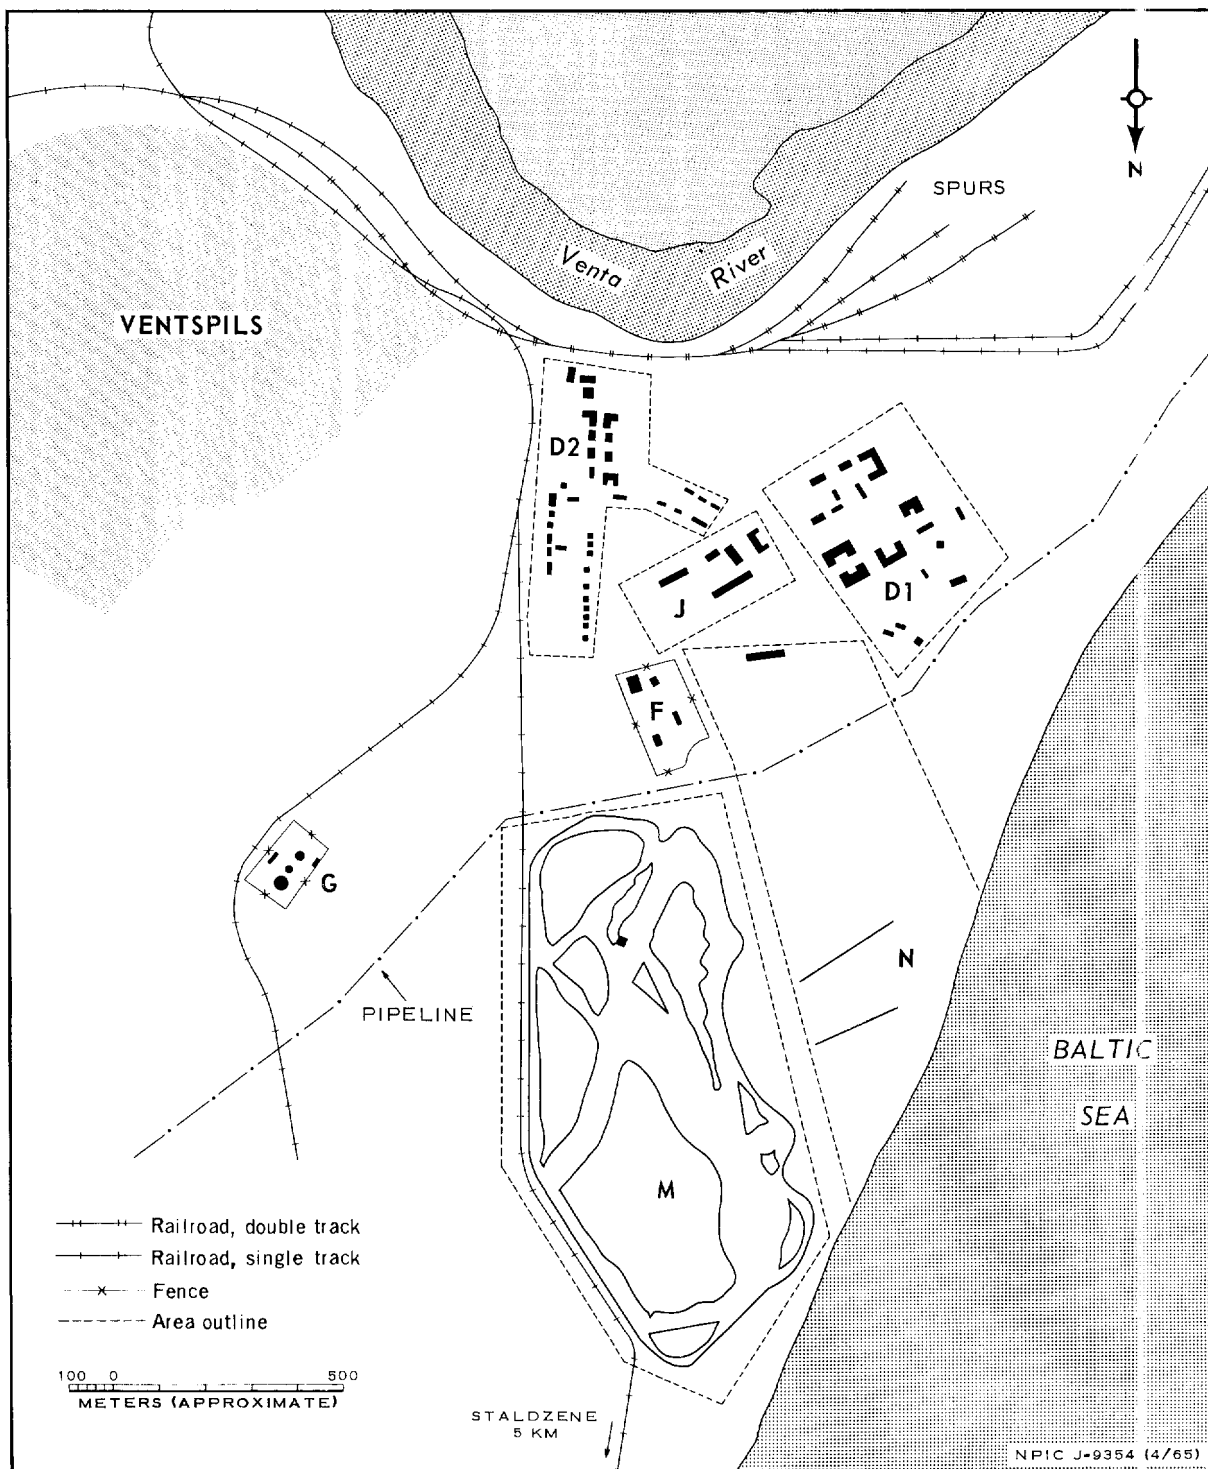 N
SPURS
Venta
River
VENTSPILS
D2
D1
J
F
G
N
PIPELINE
BALTIC
SEA
M
Railroad, double track
Railroad, single track
Fence
Area outline
100 0 500
METERS (APPROXIMATE)
STALDZENE
5 KM
NPIC J-9354 (4/65)